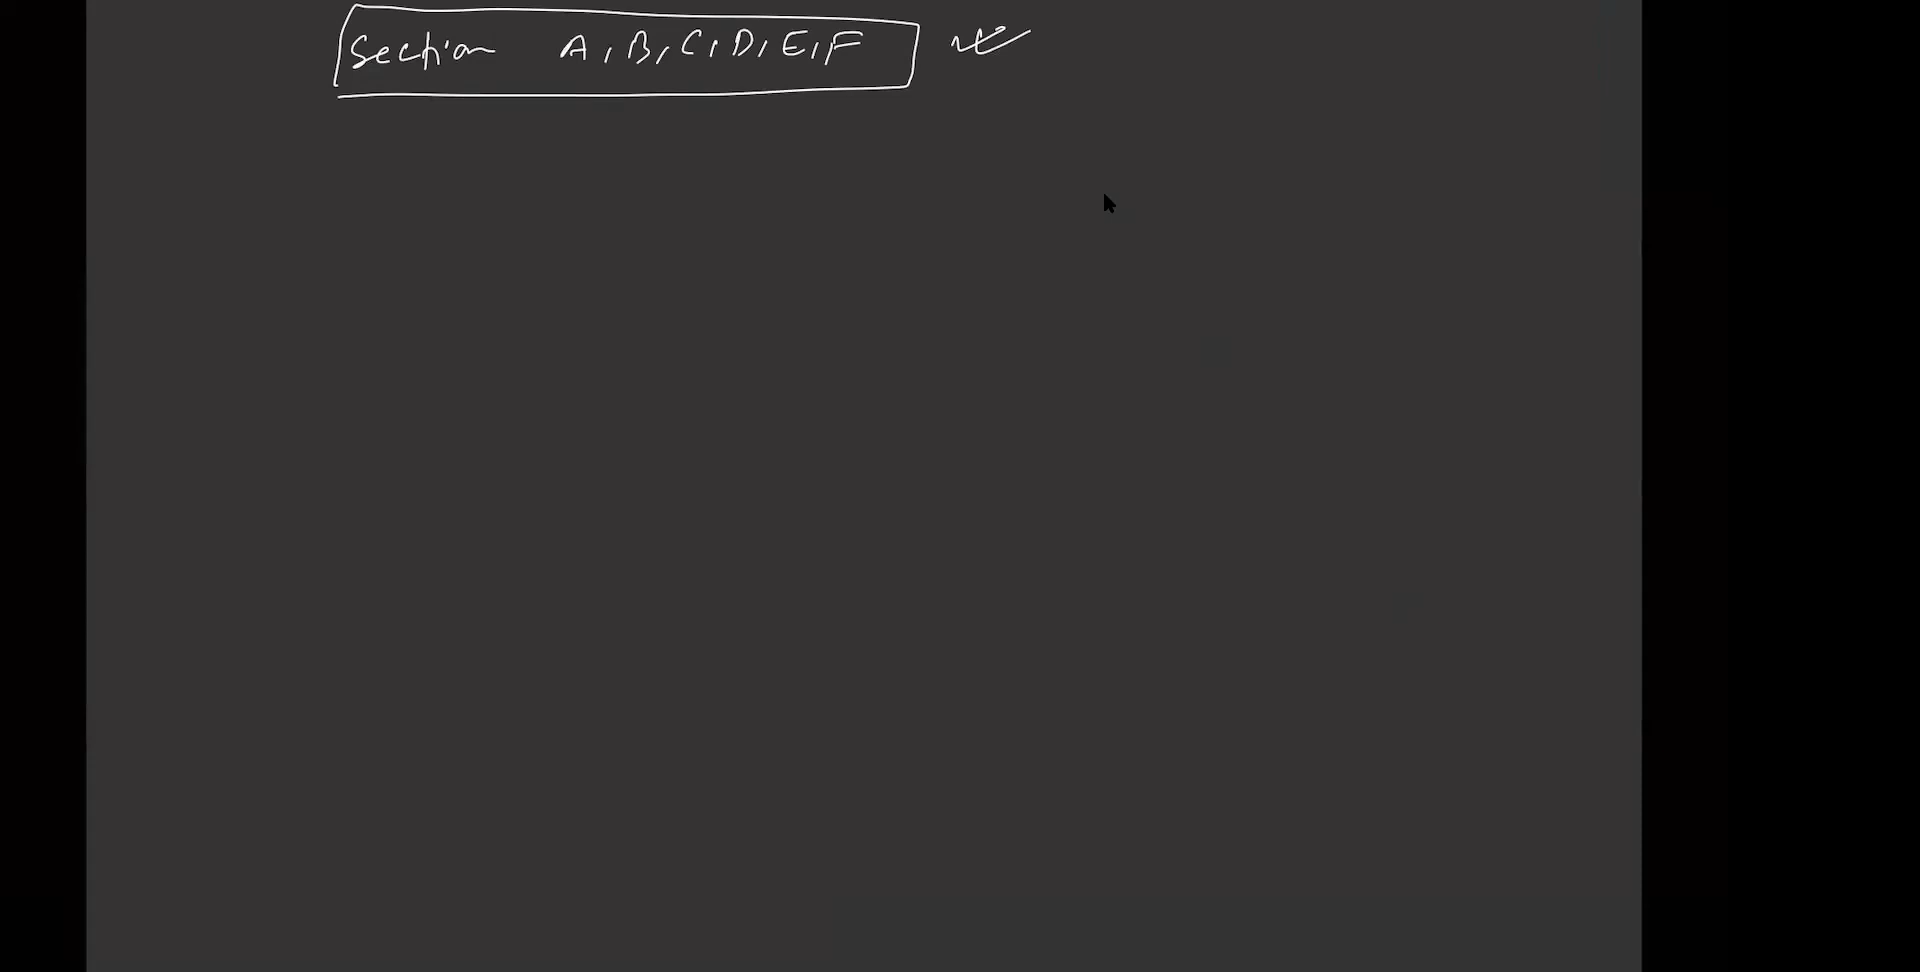 Section A, B, C, D, E, F